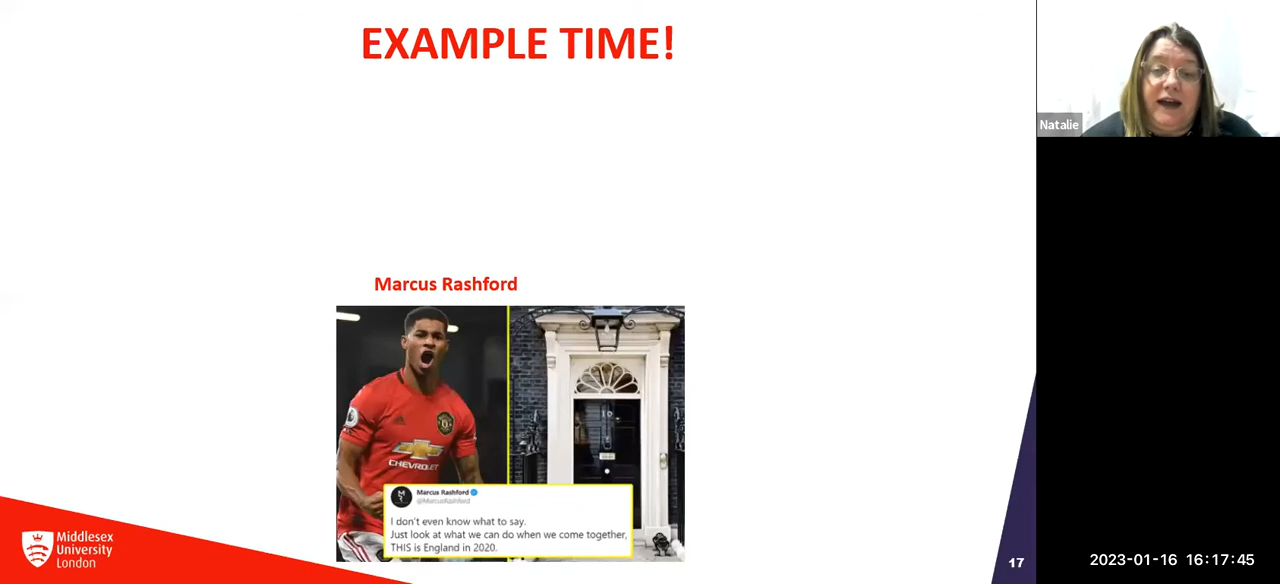 EXAMPLE TIME!
Natalie
Marcus Rashford
10
CHEVROLET
Marcus Rashford
@MarcusRashford
I don't even know what to say.
Just look at what we can do when we come together,
THIS is England in 2020.
Middlesex
University
London
17
2023-01-16 16:17:45